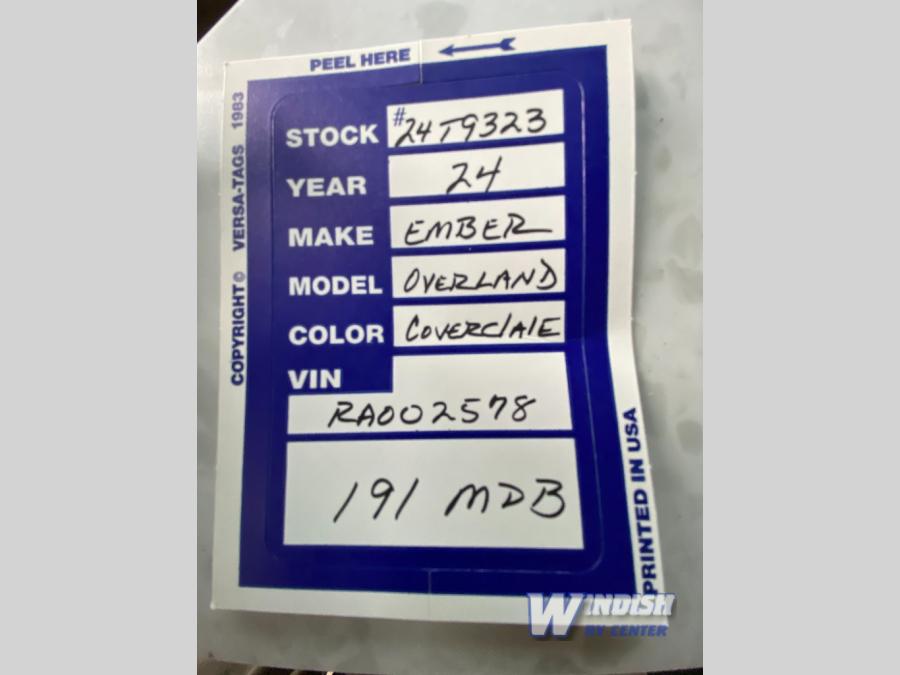 PEEL HERE
COPYRIGHT © VERSA-TAGS 1983
STOCK #24T9323
YEAR 24
MAKE EMBER
MODEL OVERLAND
COLOR COVERdAlE
VIN
RA002578
191 MDB
PRINTED IN USA
WINDISH
RV CENTER